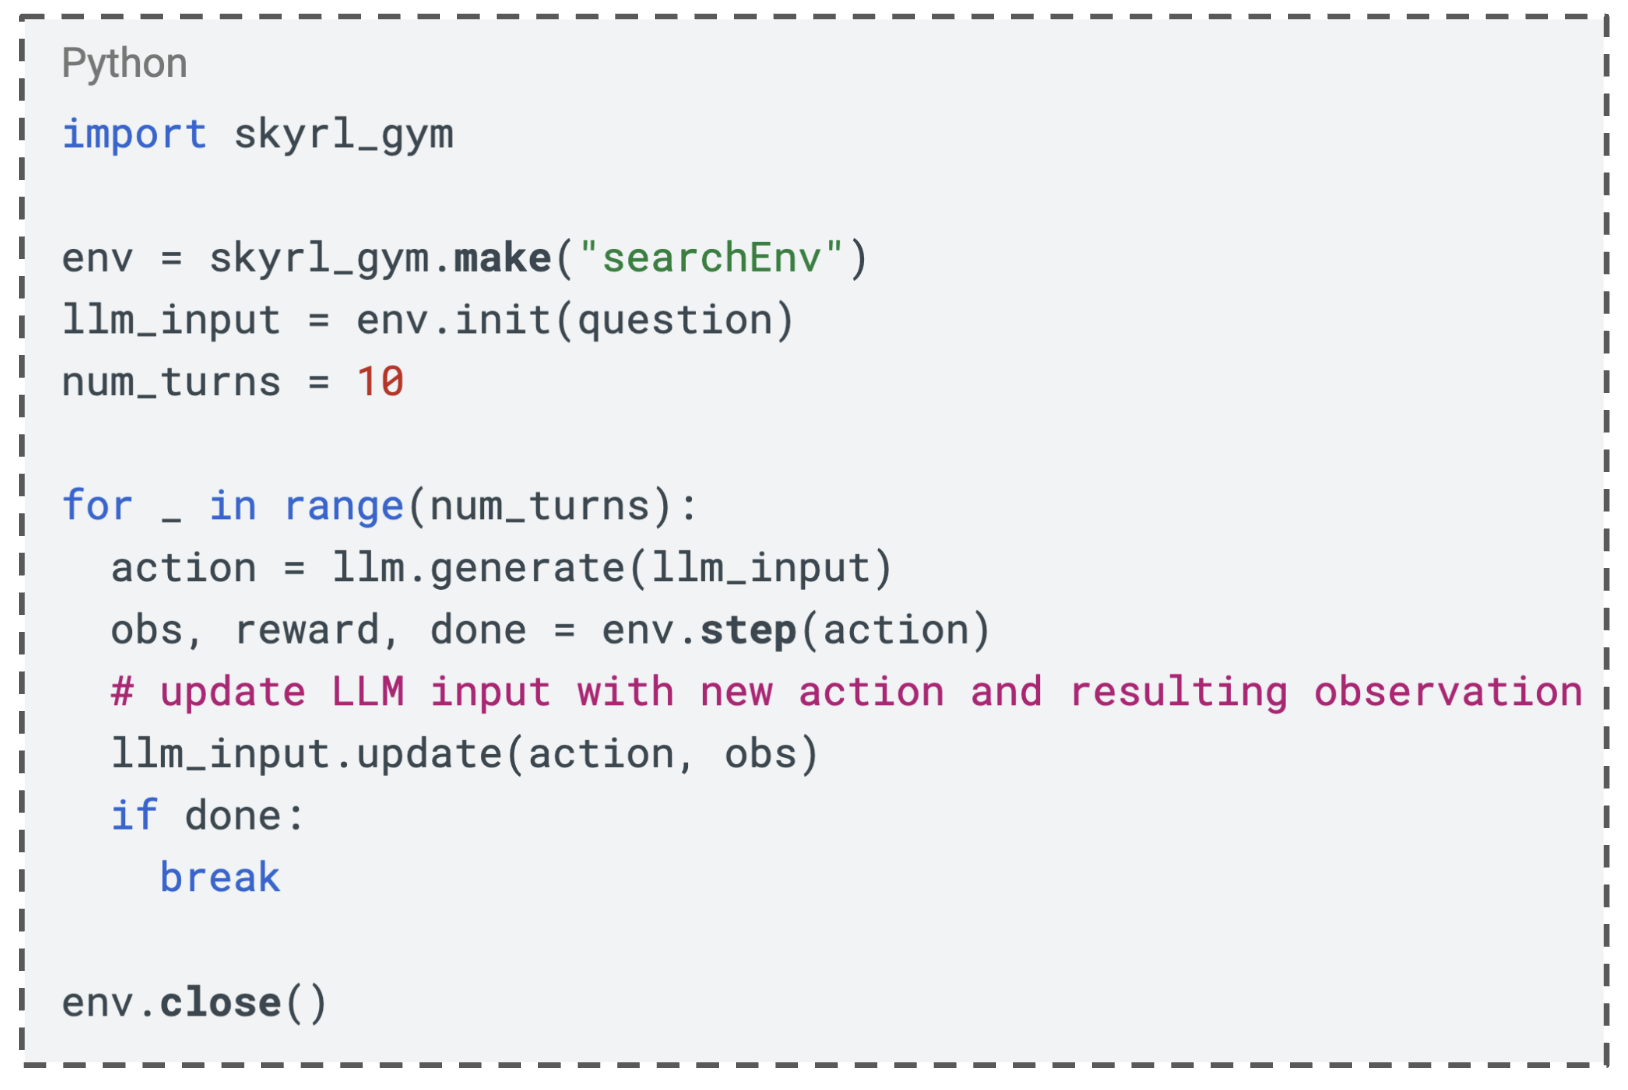 Python
import skyrl_gym
env = skyrl_gym.make("searchEnv")
llm_input = env.init(question)
num_turns = 10
for _ in range(num_turns):
  action = llm.generate(llm_input)
  obs, reward, done = env.step(action)
  # update LLM input with new action and resulting observation
  llm_input.update(action, obs)
  if done:
    break
env.close()